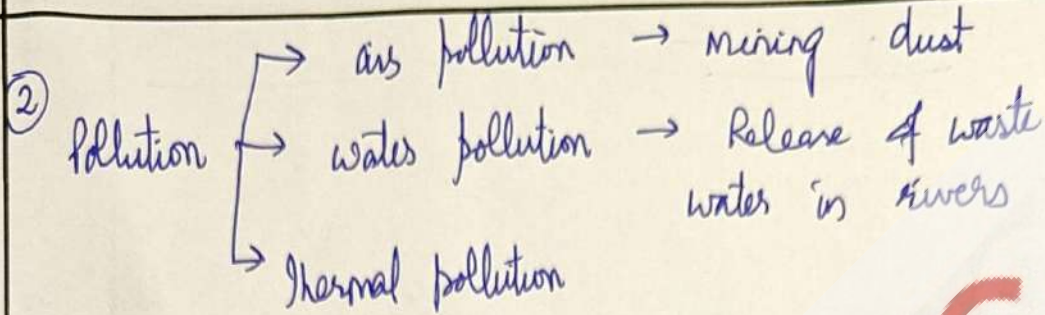 ② Pollution → air pollution → mining dust
→ water pollution → Release of waste
water in rivers
→ Thermal pollution